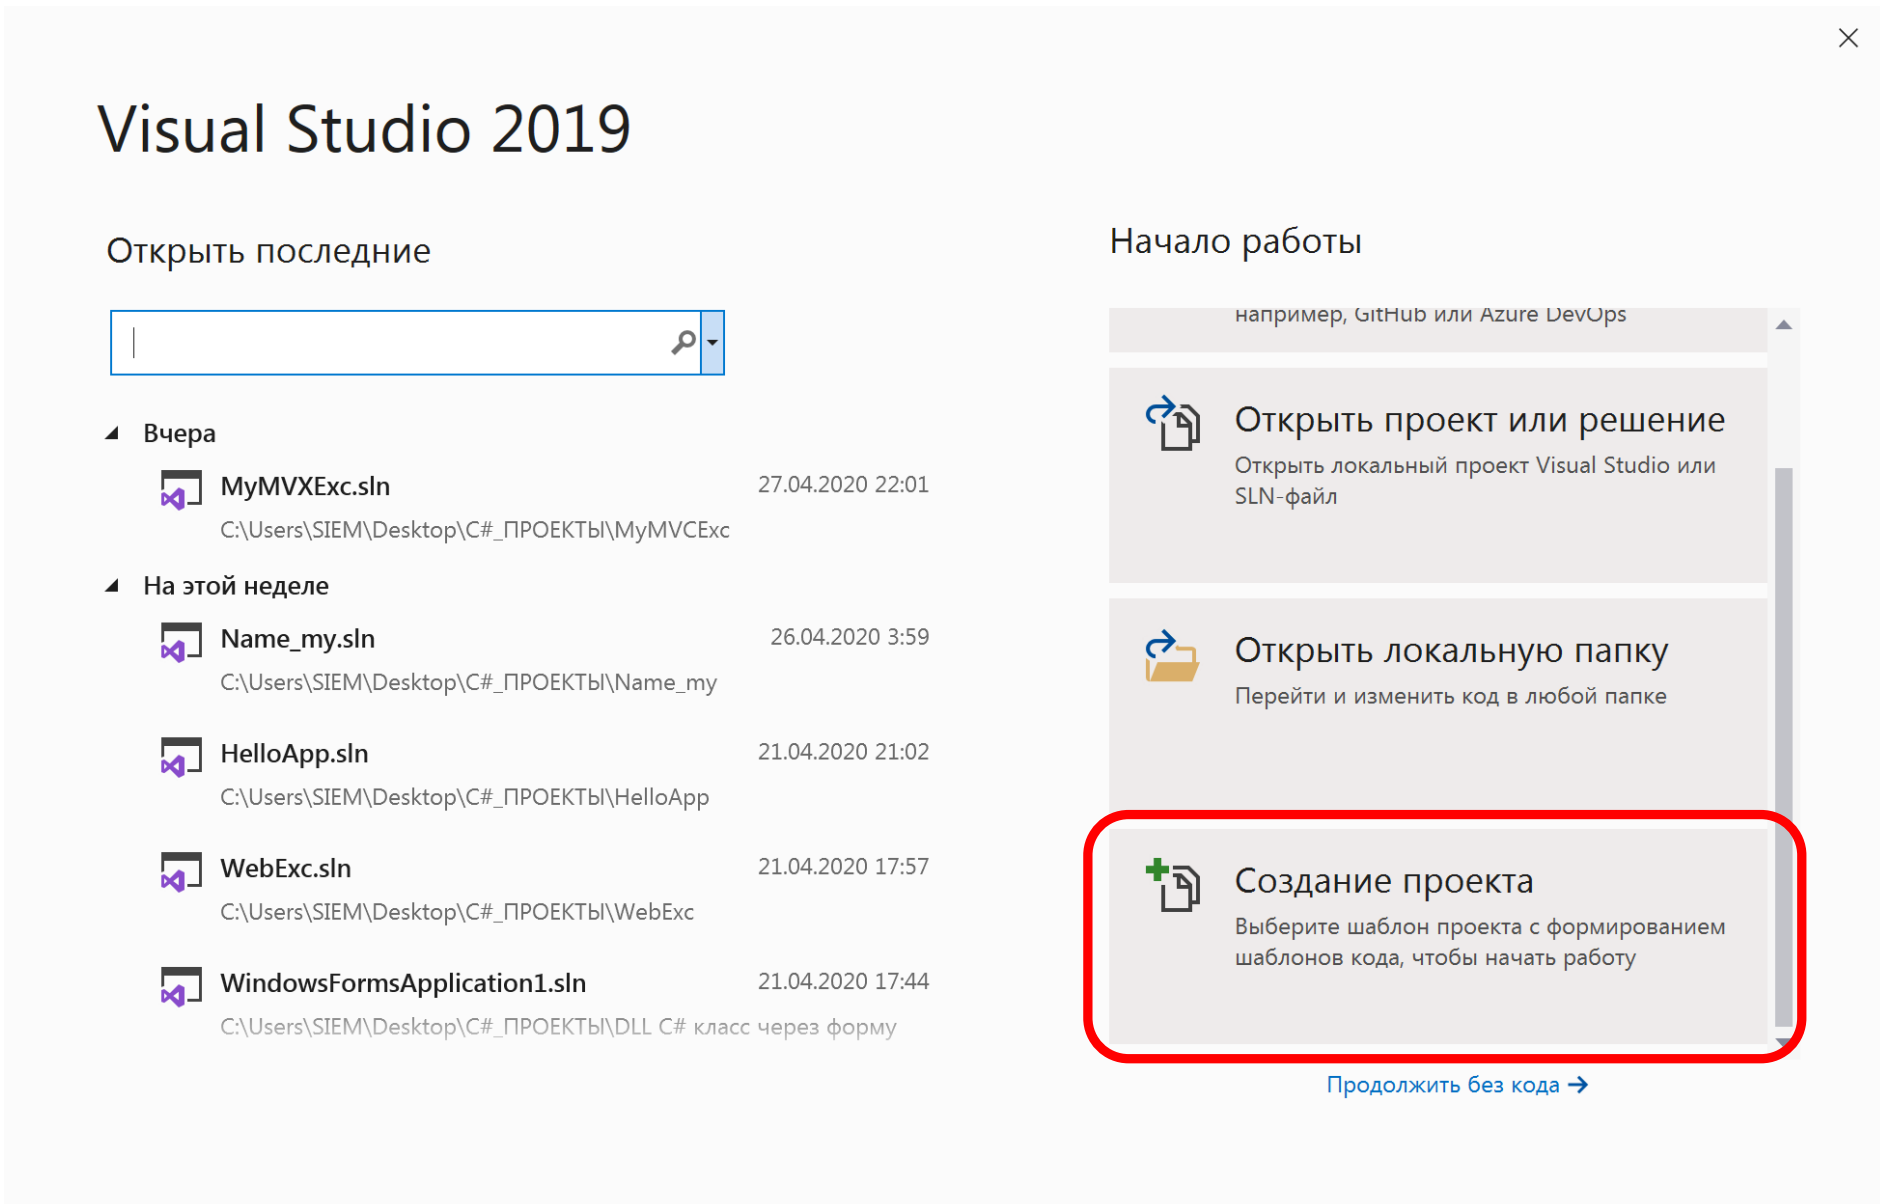 Visual Studio 2019
Открыть последние
Вчера
MyMVXExc.sln 27.04.2020 22:01
C:\Users\SIEM\Desktop\C#_ПРОЕКТЫ\MyMVCExc
На этой неделе
Name_my.sln 26.04.2020 3:59
C:\Users\SIEM\Desktop\C#_ПРОЕКТЫ\Name_my
HelloApp.sln 21.04.2020 21:02
C:\Users\SIEM\Desktop\C#_ПРОЕКТЫ\HelloApp
WebExc.sln 21.04.2020 17:57
C:\Users\SIEM\Desktop\C#_ПРОЕКТЫ\WebExc
WindowsFormsApplication1.sln 21.04.2020 17:44
C:\Users\SIEM\Desktop\C#_ПРОЕКТЫ\DLL C# класс через форму
Начало работы
например, GitHub или Azure DevOps
Открыть проект или решение
Открыть локальный проект Visual Studio или
SLN-файл
Открыть локальную папку
Перейти и изменить код в любой папке
Создание проекта
Выберите шаблон проекта с формированием
шаблонов кода, чтобы начать работу
Продолжить без кода →